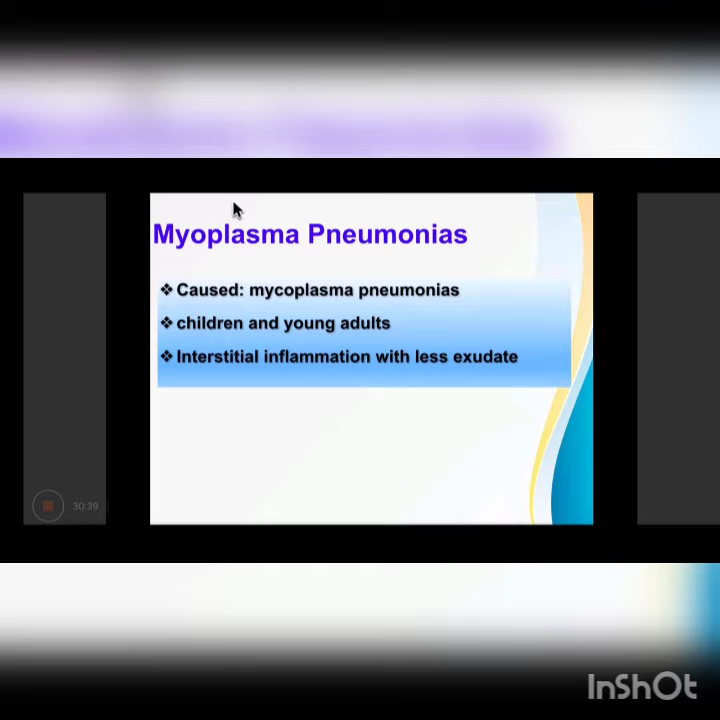 Myoplasma Pneumonias
❖Caused: mycoplasma pneumonias
❖children and young adults
❖Interstitial inflammation with less exudate
30:39
InShOt